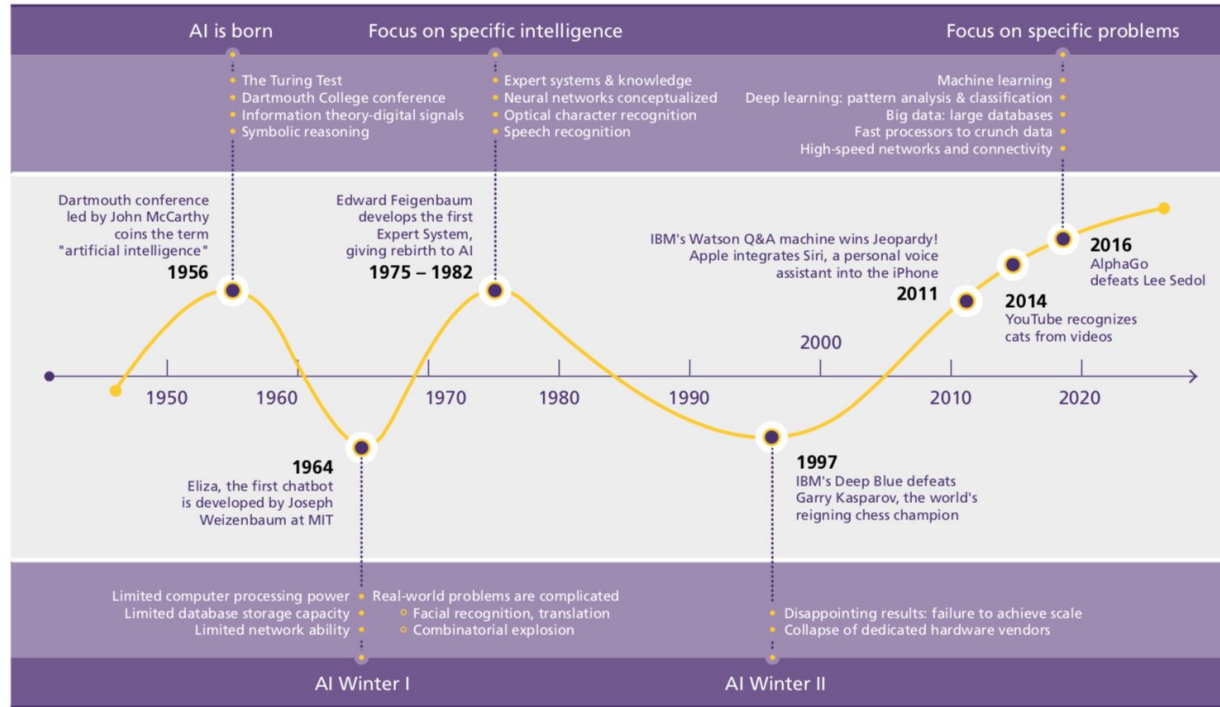 AI is born
Focus on specific intelligence
Focus on specific problems
The Turing Test
Dartmouth College conference
Information theory-digital signals
Symbolic reasoning
Expert systems & knowledge
Neural networks conceptualized
Optical character recognition
Speech recognition
Machine learning
Deep learning: pattern analysis & classification
Big data: large databases
Fast processors to crunch data
High-speed networks and connectivity
Dartmouth conference
led by John McCarthy
coins the term
"artificial intelligence"
1956
Edward Feigenbaum
develops the first
Expert System,
giving rebirth to AI
1975 – 1982
IBM's Watson Q&A machine wins Jeopardy!
Apple integrates Siri, a personal voice
assistant into the iPhone
2011
2016
AlphaGo
defeats Lee Sedol
2014
YouTube recognizes
cats from videos
1950
1960
1970
1980
1990
2000
2010
2020
1964
Eliza, the first chatbot
is developed by Joseph
Weizenbaum at MIT
1997
IBM's Deep Blue defeats
Garry Kasparov, the world's
reigning chess champion
Limited computer processing power
Limited database storage capacity
Limited network ability
Real-world problems are complicated
Facial recognition, translation
Combinatorial explosion
Disappointing results: failure to achieve scale
Collapse of dedicated hardware vendors
AI Winter I
AI Winter II